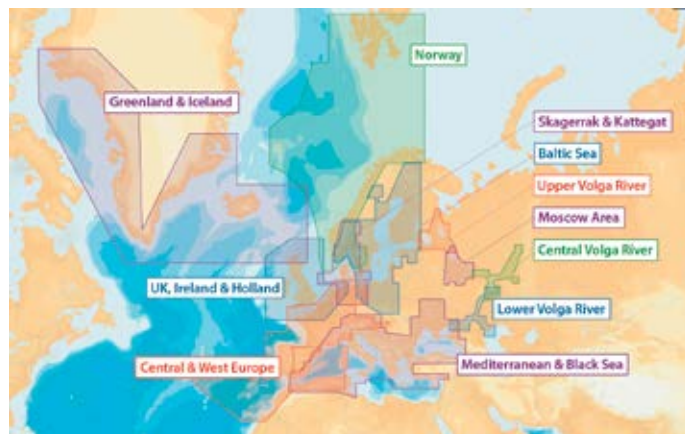 Norway
Greenland & Iceland
Skagerrak & Kattegat
Baltic Sea
Upper Volga River
Moscow Area
Central Volga River
UK, Ireland & Holland
Lower Volga River
Central & West Europe
Mediterranean & Black Sea